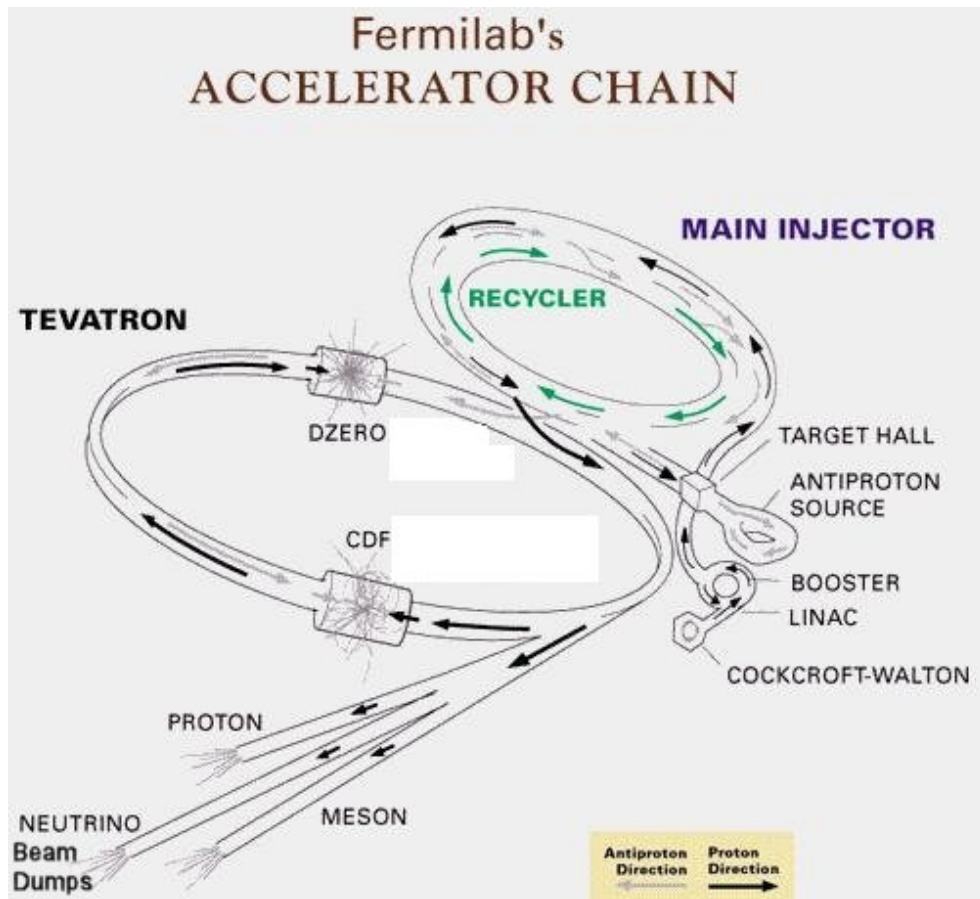 Fermilab's
ACCELERATOR CHAIN
MAIN INJECTOR
RECYCLER
TEVATRON
DZERO
TARGET HALL
ANTIPROTON
SOURCE
CDF
BOOSTER
LINAC
COCKCROFT-WALTON
PROTON
MESON
NEUTRINO
Beam
Dumps
Antiproton
Direction
Proton
Direction